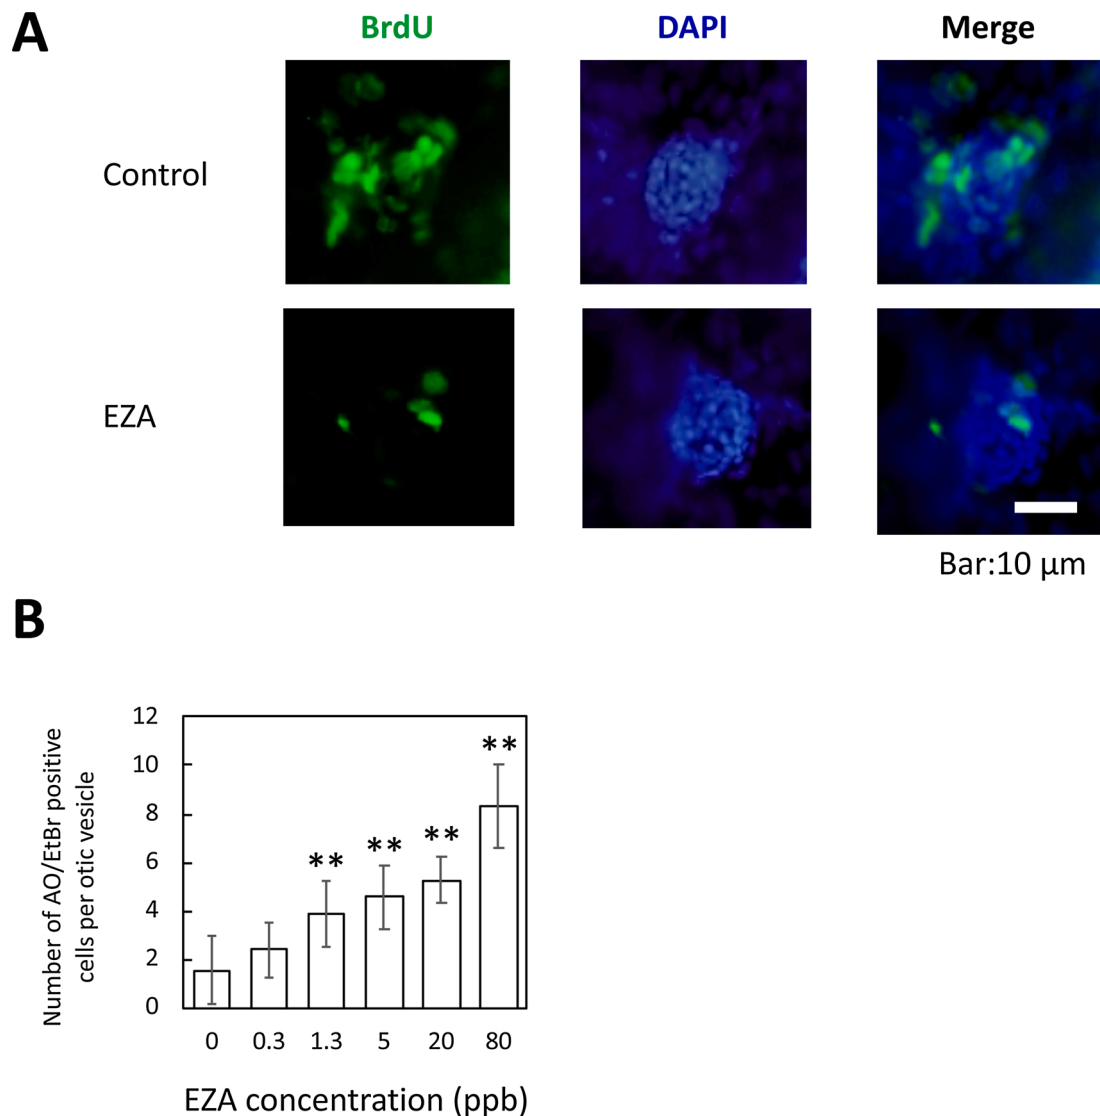 A
BrdU
DAPI
Merge
Control
EZA
Bar:10 µm
B
Number of AO/EtBr positive
cells per otic vesicle
12
10
8
6
4
2
0
**
**
**
**
0 0.3 1.3 5 20 80
EZA concentration (ppb)